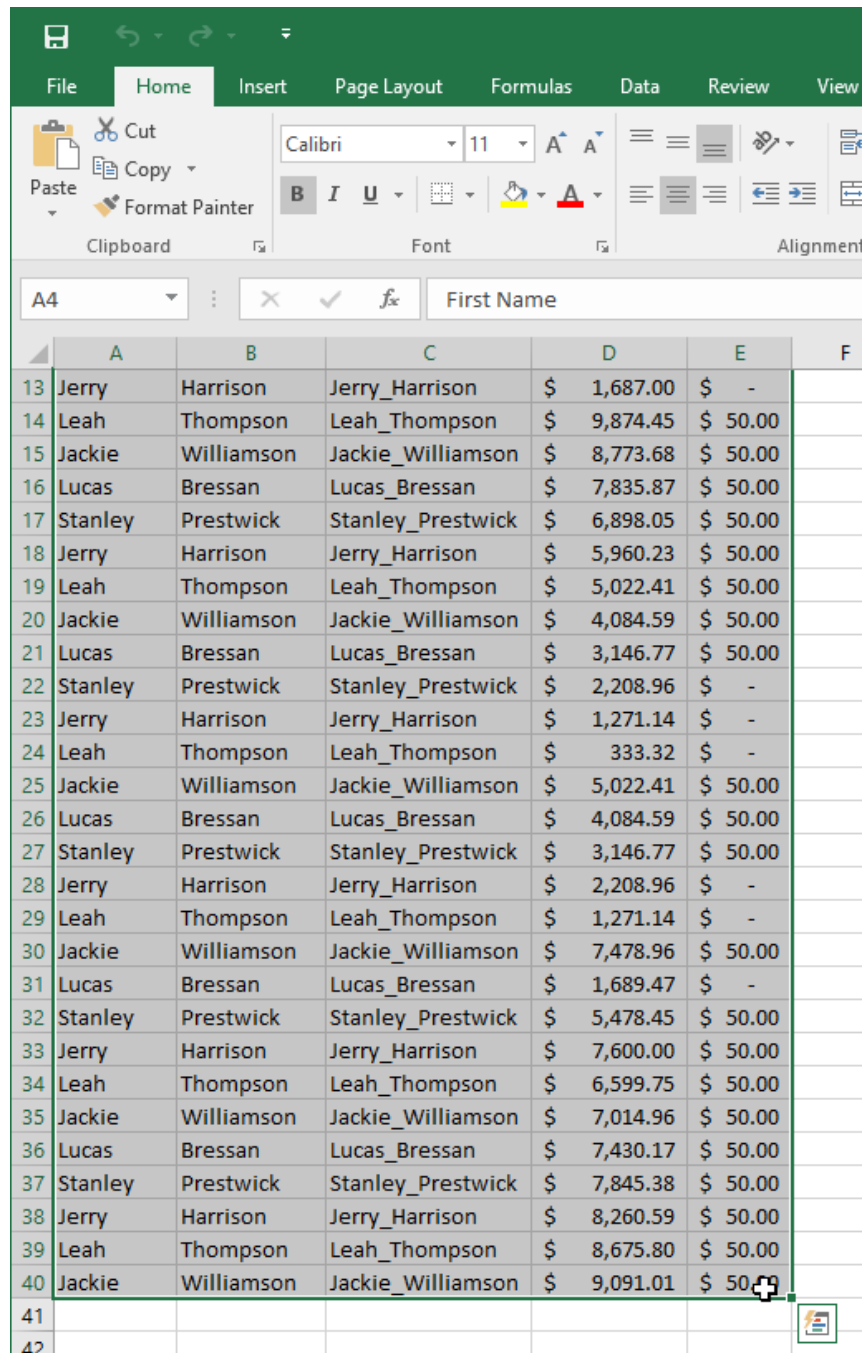 File Home Insert Page Layout Formulas Data Review View
Cut
Calibri 11 A A
Copy
Paste
Format Painter B I U A
Clipboard Font Alignment
A4 fx First Name
A B C D E F
13 Jerry Harrison Jerry_Harrison $ 1,687.00 $ -
14 Leah Thompson Leah_Thompson $ 9,874.45 $ 50.00
15 Jackie Williamson Jackie_Williamson $ 8,773.68 $ 50.00
16 Lucas Bressan Lucas_Bressan $ 7,835.87 $ 50.00
17 Stanley Prestwick Stanley_Prestwick $ 6,898.05 $ 50.00
18 Jerry Harrison Jerry_Harrison $ 5,960.23 $ 50.00
19 Leah Thompson Leah_Thompson $ 5,022.41 $ 50.00
20 Jackie Williamson Jackie_Williamson $ 4,084.59 $ 50.00
21 Lucas Bressan Lucas_Bressan $ 3,146.77 $ 50.00
22 Stanley Prestwick Stanley_Prestwick $ 2,208.96 $ -
23 Jerry Harrison Jerry_Harrison $ 1,271.14 $ -
24 Leah Thompson Leah_Thompson $ 333.32 $ -
25 Jackie Williamson Jackie_Williamson $ 5,022.41 $ 50.00
26 Lucas Bressan Lucas_Bressan $ 4,084.59 $ 50.00
27 Stanley Prestwick Stanley_Prestwick $ 3,146.77 $ 50.00
28 Jerry Harrison Jerry_Harrison $ 2,208.96 $ -
29 Leah Thompson Leah_Thompson $ 1,271.14 $ -
30 Jackie Williamson Jackie_Williamson $ 7,478.96 $ 50.00
31 Lucas Bressan Lucas_Bressan $ 1,689.47 $ -
32 Stanley Prestwick Stanley_Prestwick $ 5,478.45 $ 50.00
33 Jerry Harrison Jerry_Harrison $ 7,600.00 $ 50.00
34 Leah Thompson Leah_Thompson $ 6,599.75 $ 50.00
35 Jackie Williamson Jackie_Williamson $ 7,014.96 $ 50.00
36 Lucas Bressan Lucas_Bressan $ 7,430.17 $ 50.00
37 Stanley Prestwick Stanley_Prestwick $ 7,845.38 $ 50.00
38 Jerry Harrison Jerry_Harrison $ 8,260.59 $ 50.00
39 Leah Thompson Leah_Thompson $ 8,675.80 $ 50.00
40 Jackie Williamson Jackie_Williamson $ 9,091.01 $
41
42